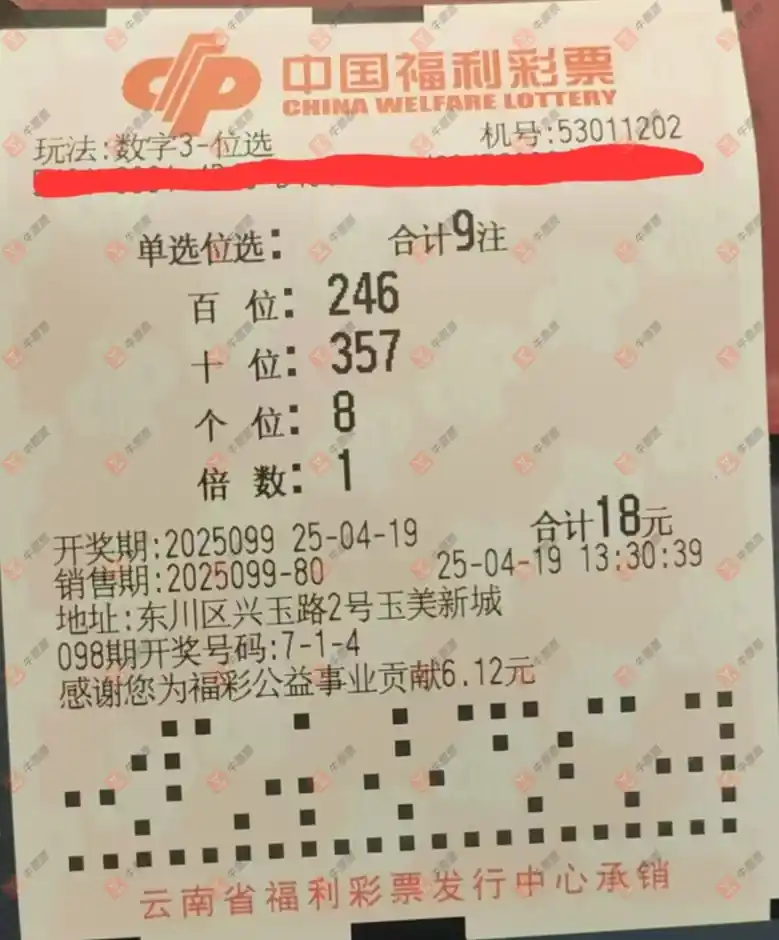 中国福利彩票
CHINA WELFARE LOTTERY
玩法:数字3-位选 机号:53011202
单选位选: 合计9注
百 位: 246
十 位: 357
个 位: 8
倍 数: 1
合计18元
开奖期:2025099 25-04-19
销售期:2025099-80 25-04-19 13:30:39
地址:东川区兴玉路2号玉美新城
098期开奖号码:7-1-4
感谢您为福彩公益事业贡献6.12元
云南省福利彩票发行中心承销